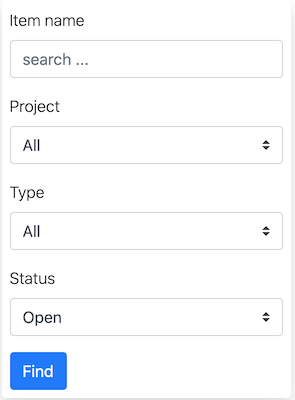 Item name
search ...
Project
All
Type
All
Status
Open
Find